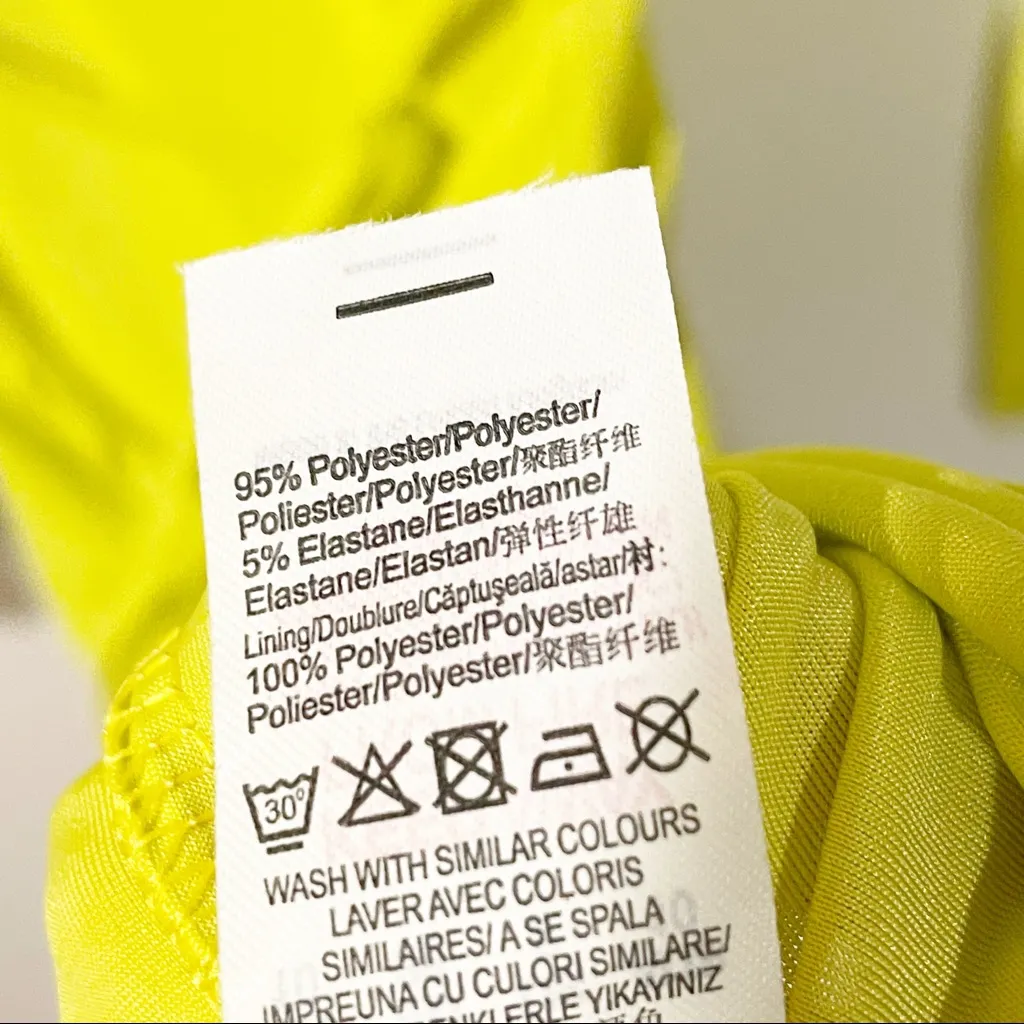 95% Polyester/Polyester/
Poliester/Polyester/聚酯纤维
5% Elastane/Elasthanne/
Elastane/Elastan/弹性纤雄
Lining/Doublure/Căptuşeală/astar/衬:
100% Polyester/Polyester/
Poliester/Polyester/聚酯纤维
30°
WASH WITH SIMILAR COLOURS
LAVER AVEC COLORIS
SIMILAIRES/ A SE SPALA
IMPREUNA CU CULORI SIMILARE/
YIKAYINIZ